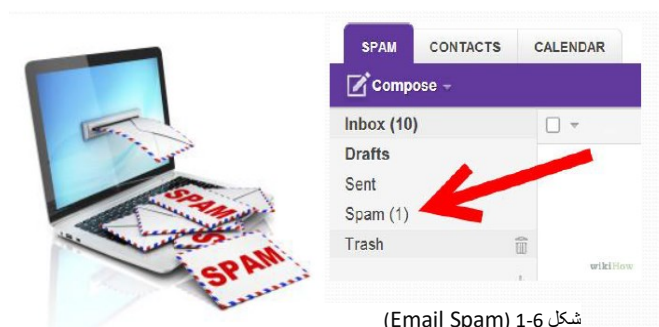 SPAM
SPAM
SPAM
SPAM CONTACTS CALENDAR
Compose
Inbox (10)
Drafts
Sent
Spam (1)
Trash
wikiHow
شكل 6-1 (Email Spam)